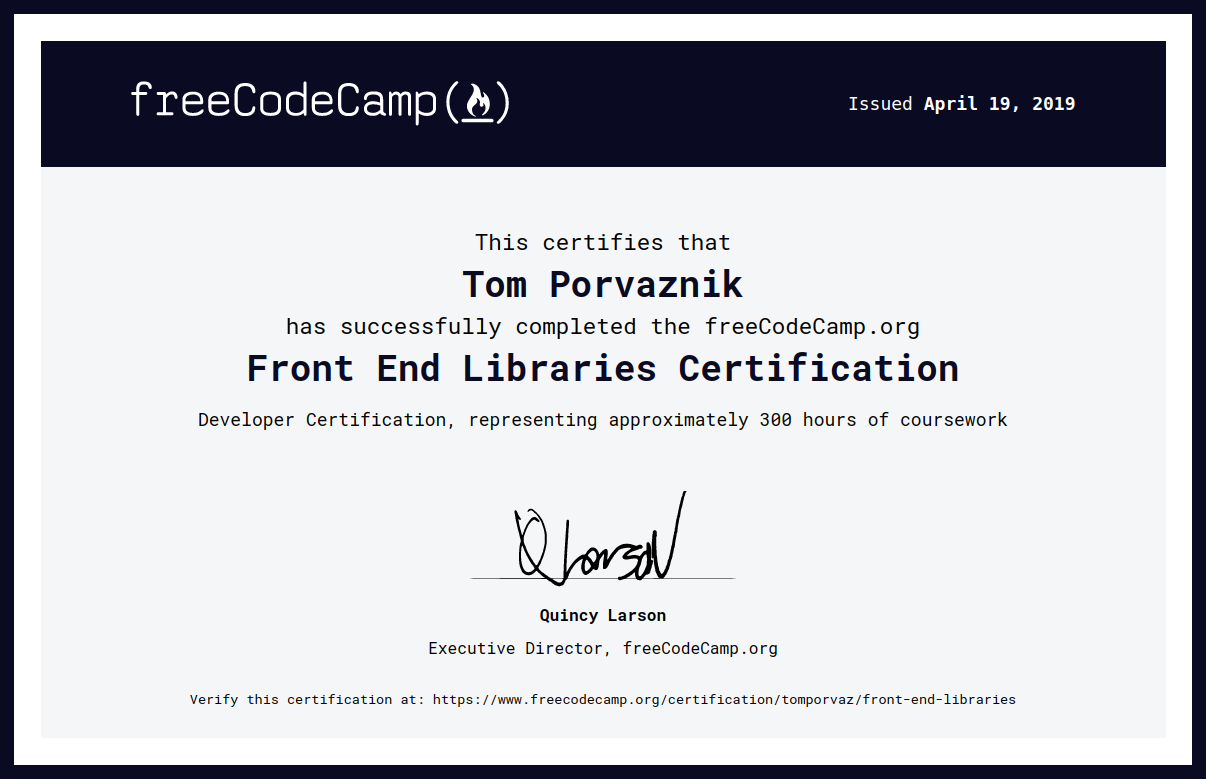 freeCodeCamp(🔥)
Issued April 19, 2019
This certifies that
Tom Porvaznik
has successfully completed the freeCodeCamp.org
Front End Libraries Certification
Developer Certification, representing approximately 300 hours of coursework
QLarson
Quincy Larson
Executive Director, freeCodeCamp.org
Verify this certification at: https://www.freecodecamp.org/certification/tomporvaz/front-end-libraries